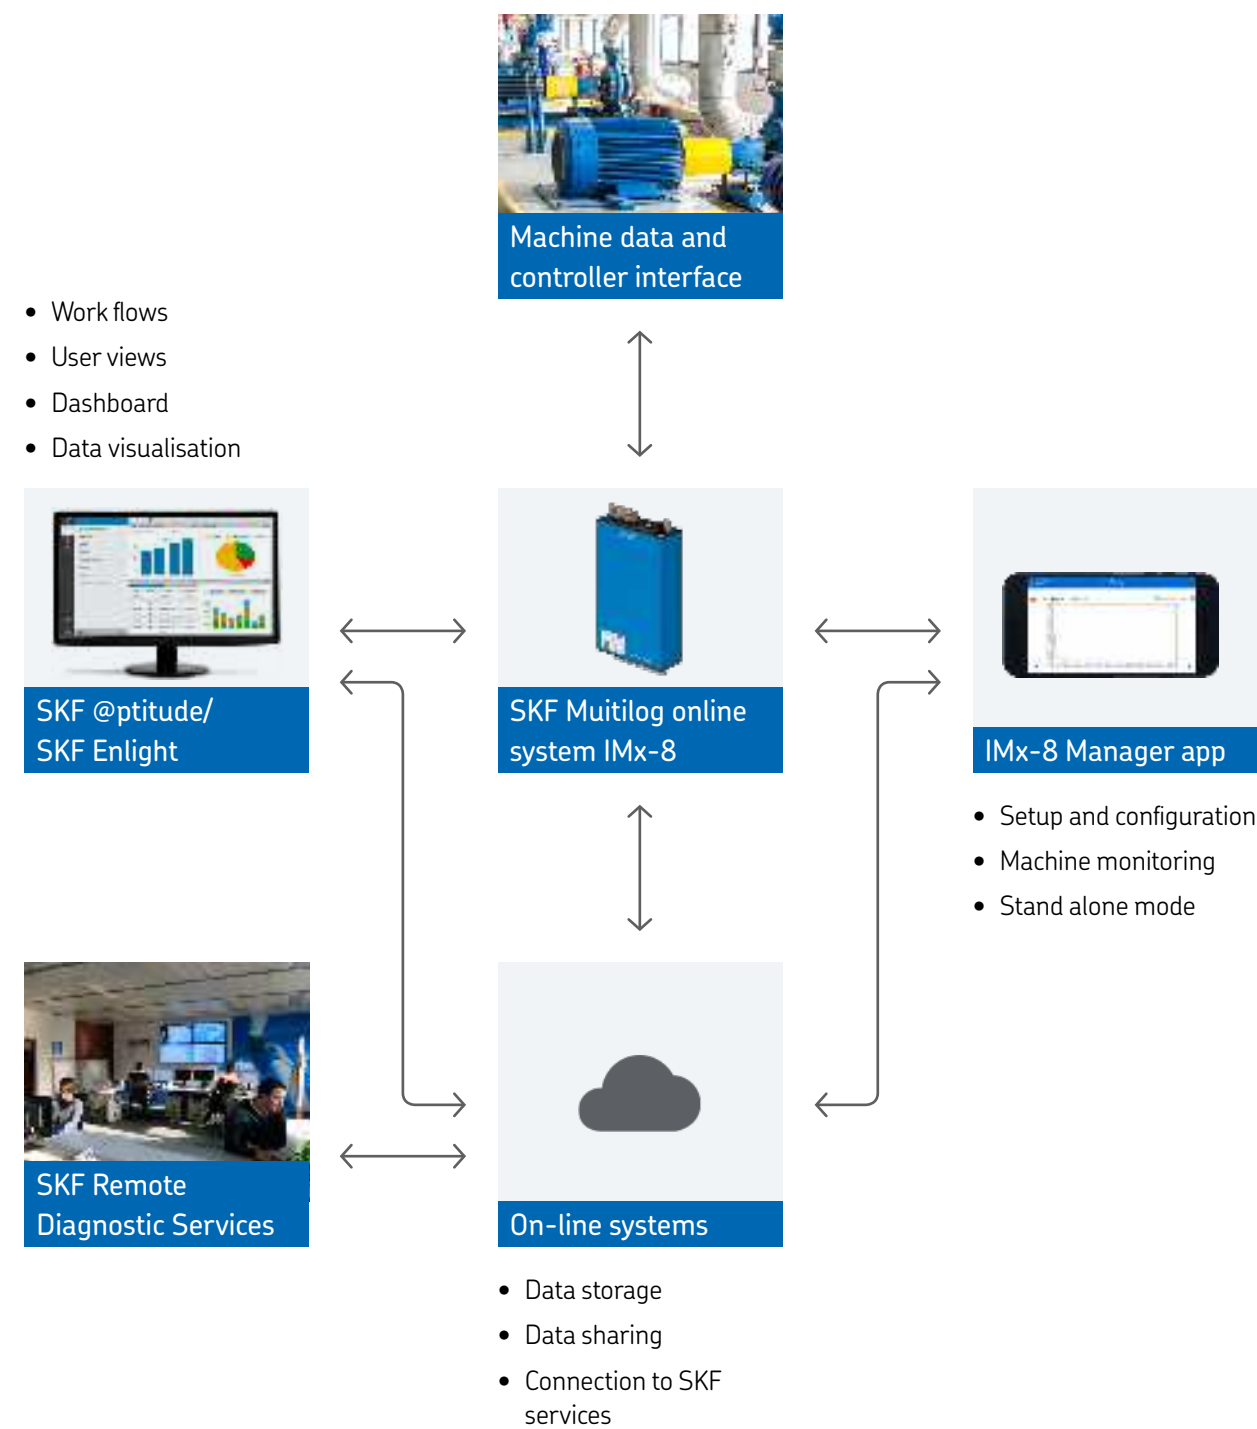 Machine data and
controller interface
• Work flows
• User views
• Dashboard
• Data visualisation
SKF @ptitude/
SKF Enlight
SKF Muitilog online
system IMx-8
IMx-8 Manager app
• Setup and configuration
• Machine monitoring
• Stand alone mode
SKF Remote
Diagnostic Services
On-line systems
• Data storage
• Data sharing
• Connection to SKF
services